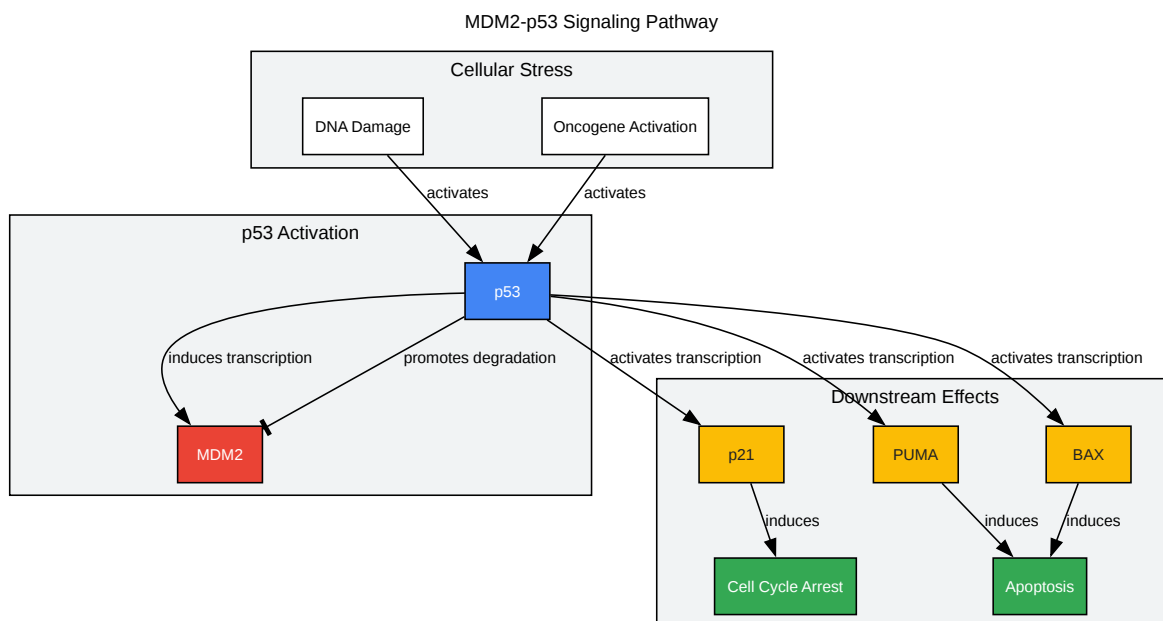 MDM2-p53 Signaling Pathway
Cellular Stress
DNA Damage
Oncogene Activation
activates
activates
p53 Activation
p53
induces transcription
promotes degradation
activates transcription
activates transcription
activates transcription
Downstream Effects
MDM2
p21
PUMA
BAX
induces
induces
induces
Cell Cycle Arrest
Apoptosis